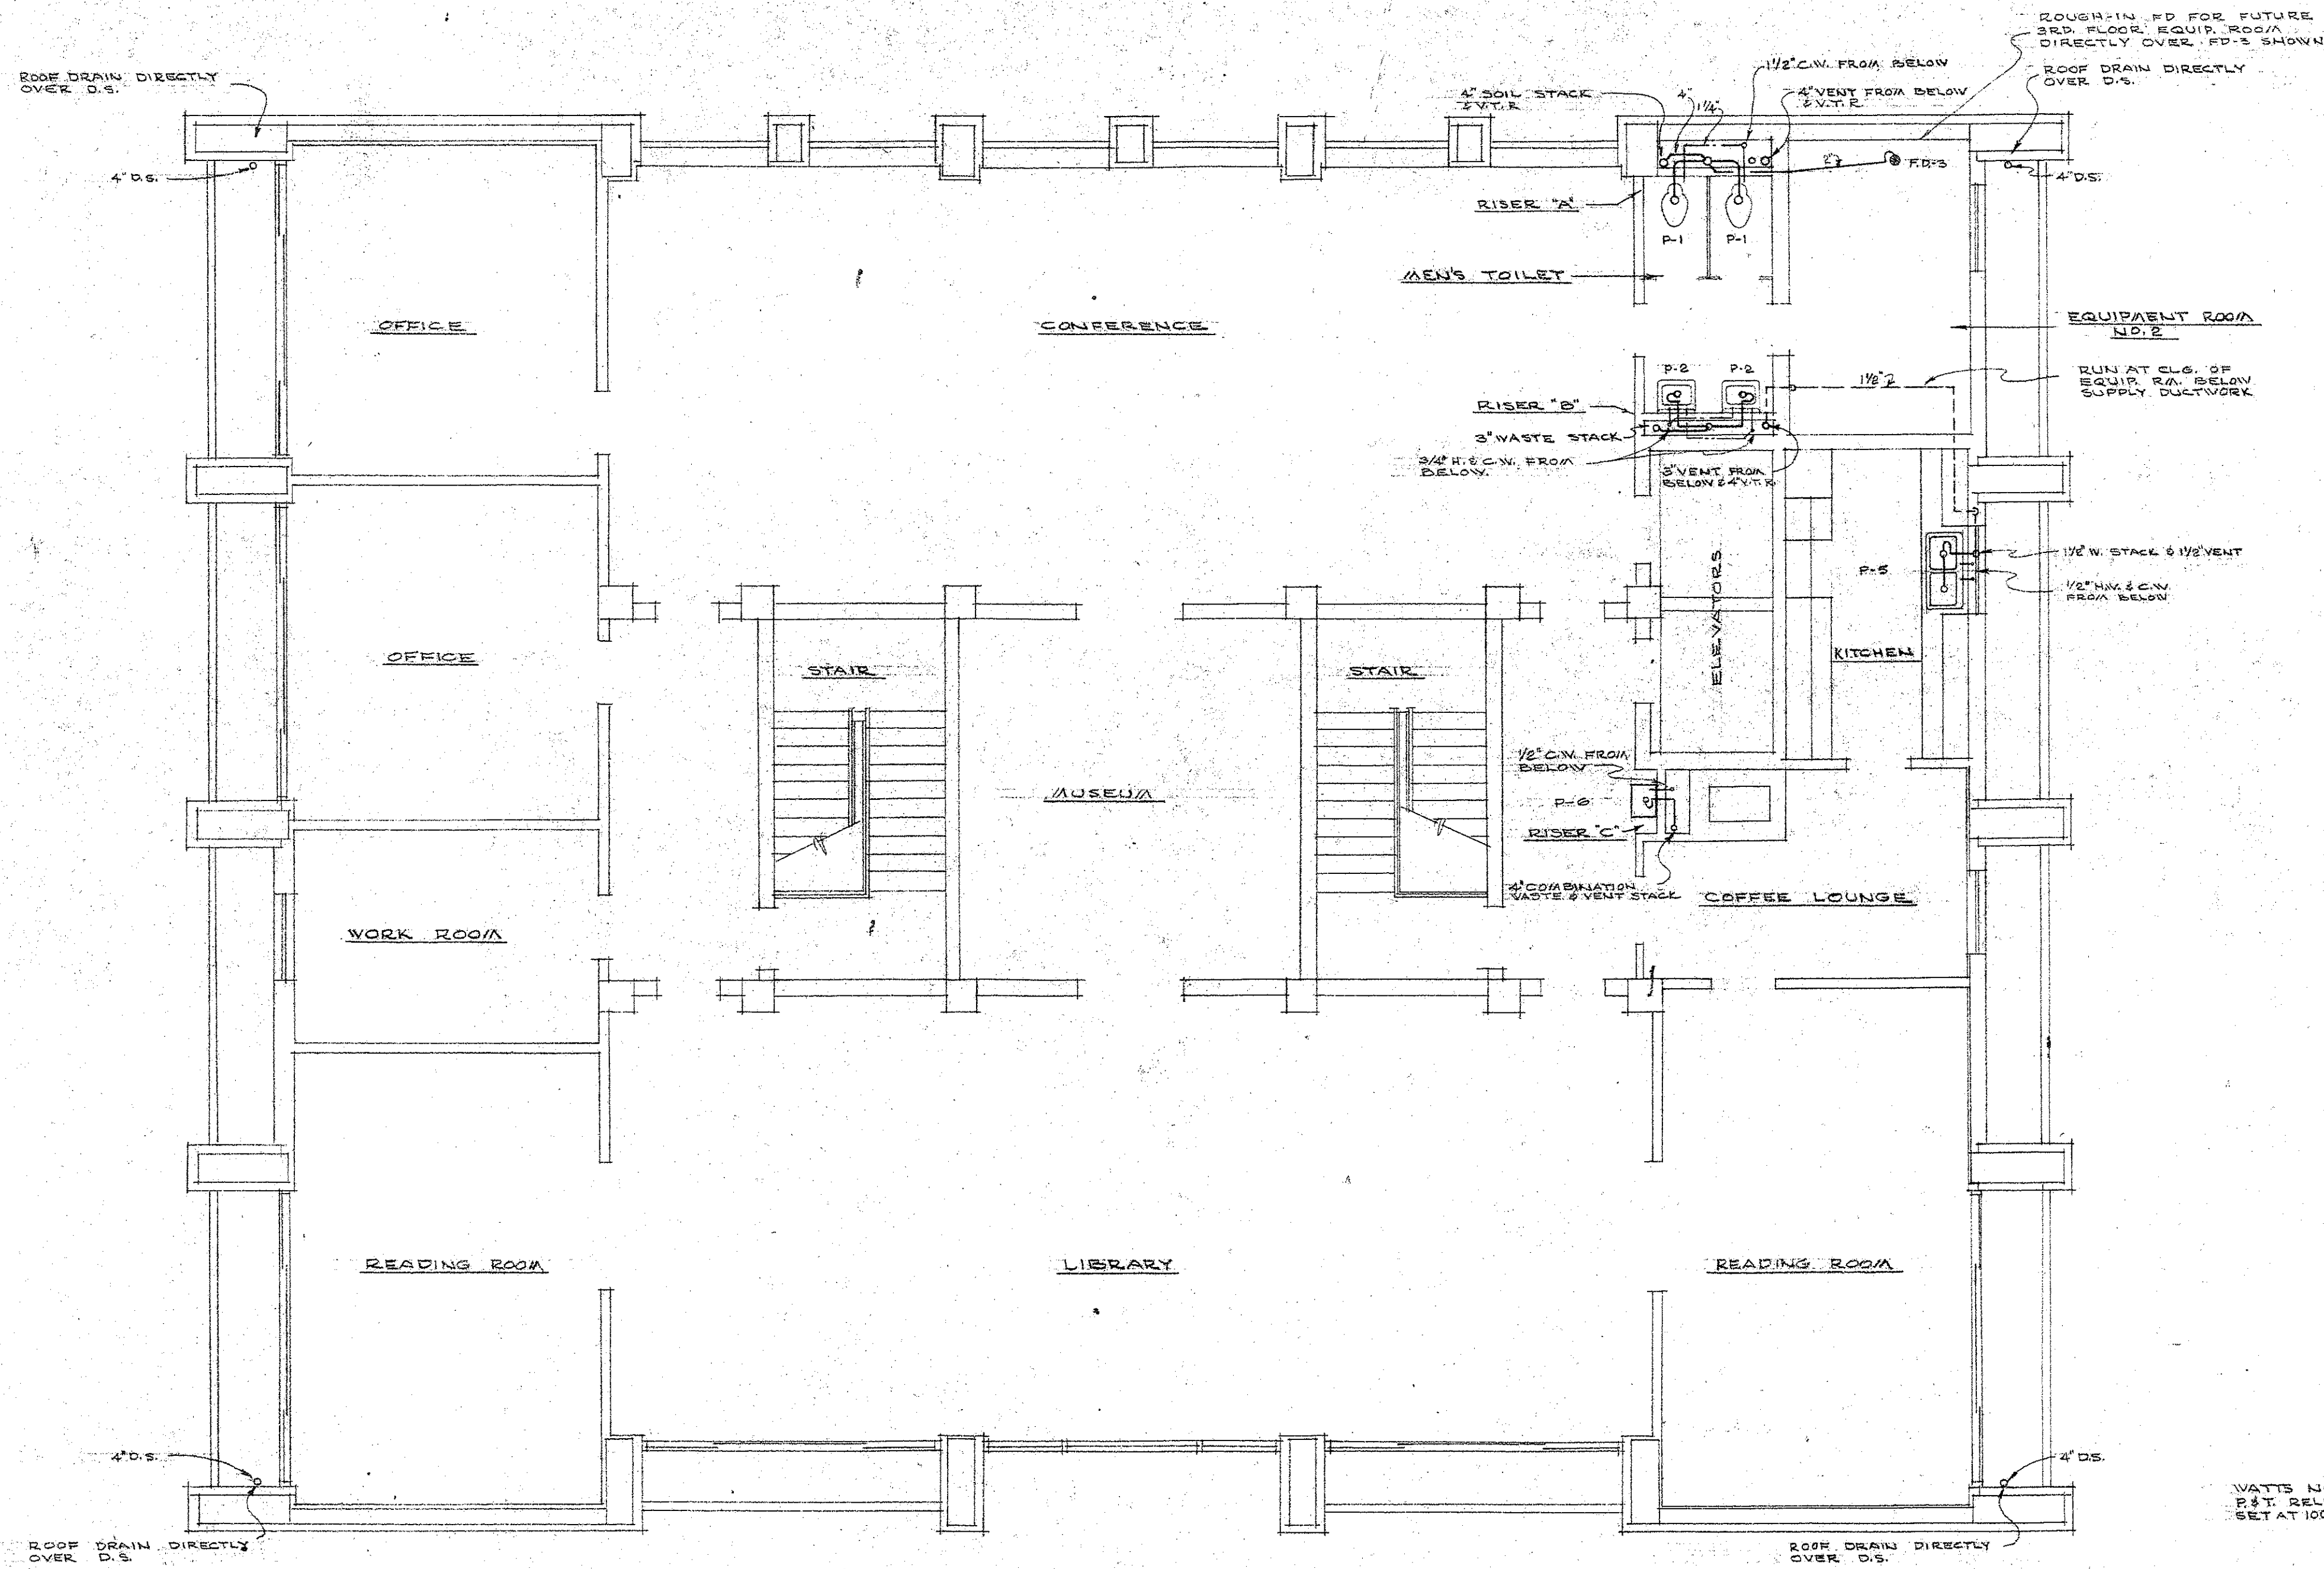 ROUGH-IN FD FOR FUTURE
3RD. FLOOR EQUIP. ROOM
DIRECTLY OVER FD-3 SHOWN
ROOF DRAIN DIRECTLY
OVER D.S.
1 1/2" C.W. FROM BELOW
ROOF DRAIN DIRECTLY
OVER D.S.
4" SOIL STACK
& V.T.R.
4"
1 1/4"
4" VENT FROM BELOW
& V.T.R.
4" D.S.
2"
F.D-3
4" D.S.
RISER "A"
P-1
P-1
MEN'S TOILET
OFFICE
CONFERENCE
EQUIPMENT ROOM
NO. 2
P-2
P-2
1 1/2"
RUN AT CLG. OF
EQUIP. RM. BELOW
SUPPLY DUCTWORK
RISER "B"
3" WASTE STACK
3/4" H. & C.W. FROM
BELOW.
3" VENT FROM
BELOW & 4" V.T.R.
ELEVATORS
P-5
1 1/2" W. STACK & 1 1/2" VENT
1/2" H.W. & C.W.
FROM BELOW
OFFICE
STAIR
STAIR
KITCHEN
1/2" C.W. FROM
BELOW
MUSEUM
P-6
RISER "C"
4" COMBINATION
WASTE & VENT STACK
COFFEE LOUNGE
WORK ROOM
READING ROOM
LIBRARY
READING ROOM
4" D.S.
4" D.S.
WATTS N
P.&T. REL
SET AT 100
ROOF DRAIN DIRECTLY
OVER D.S.
ROOF DRAIN DIRECTLY
OVER D.S.